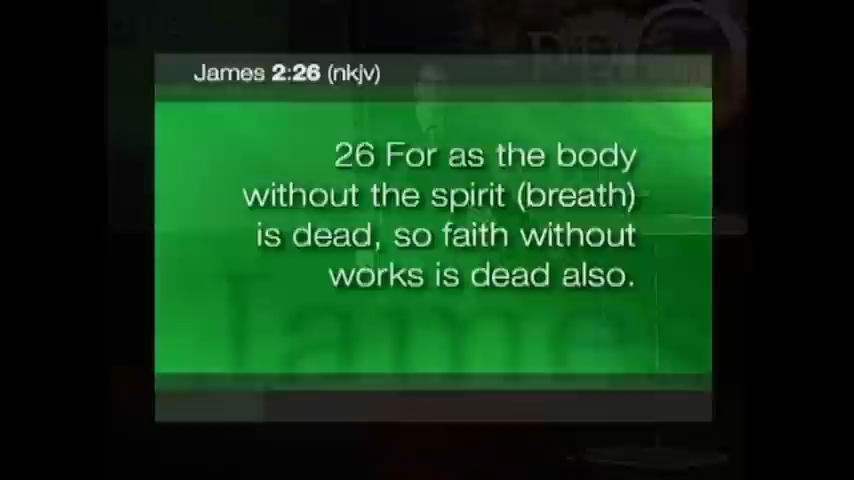 James 2:26 (nkjv)
26 For as the body
without the spirit (breath)
is dead, so faith without
works is dead also.
James